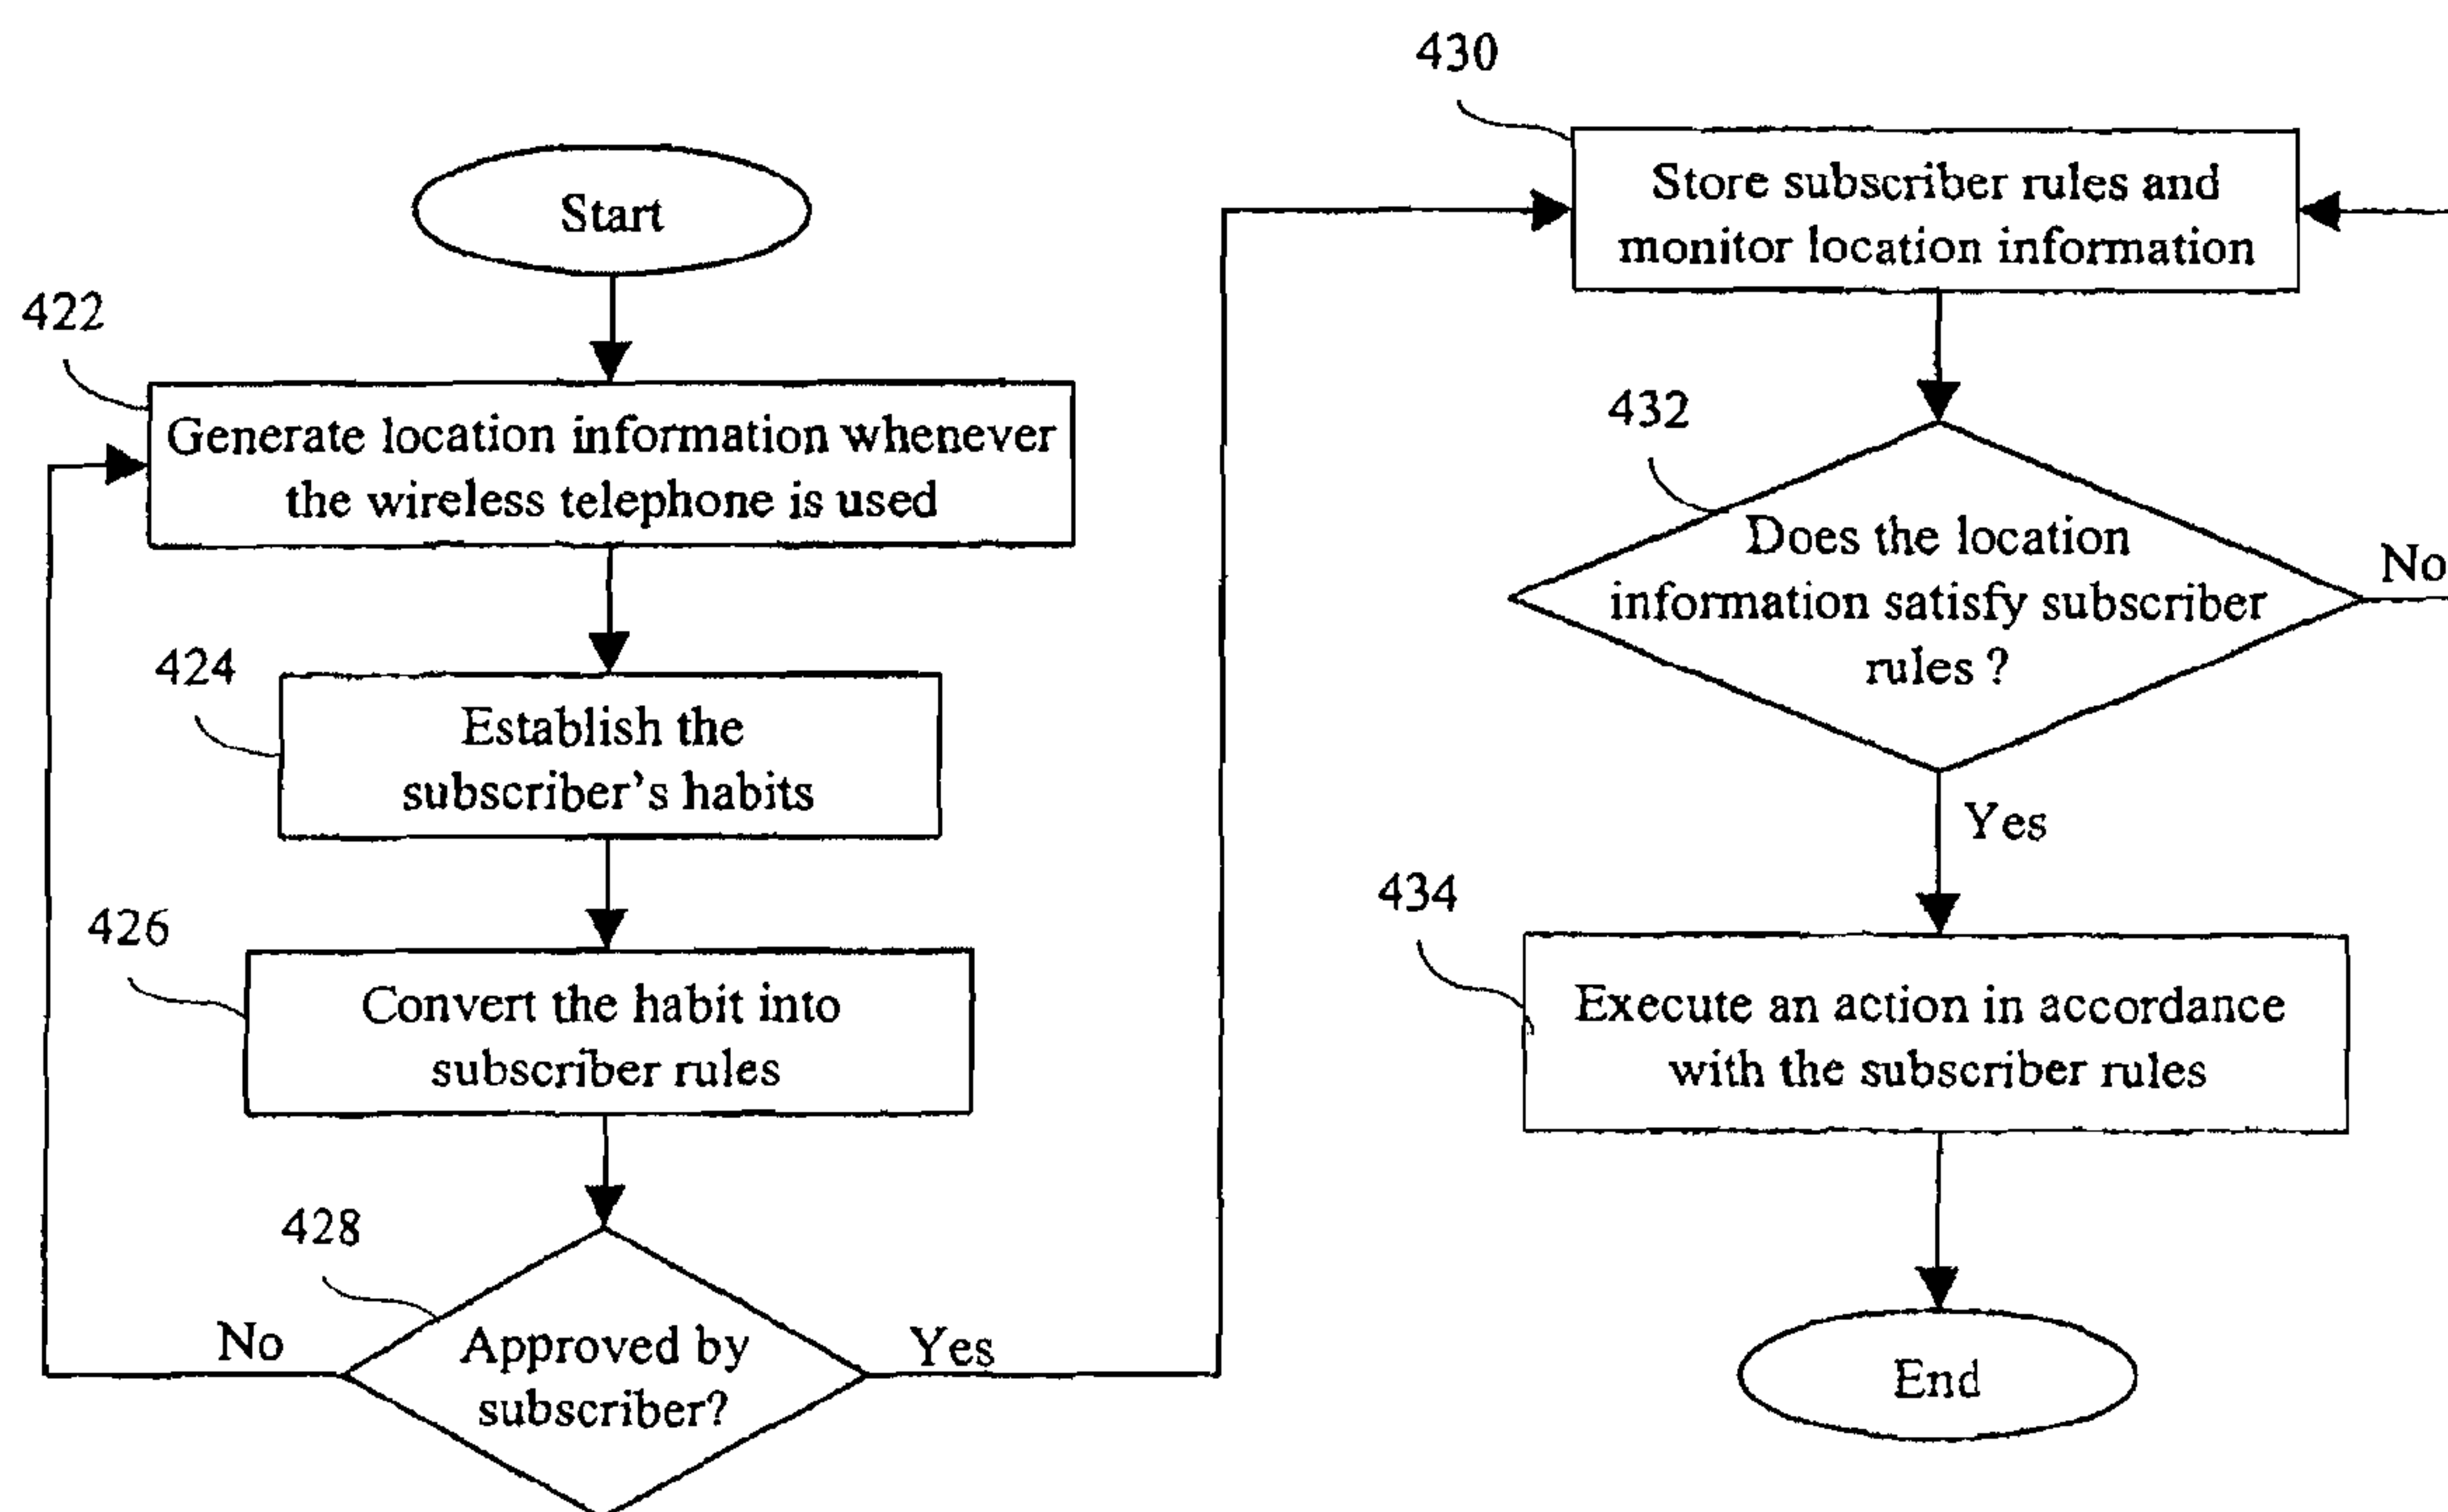 Start
422
Generate location information whenever
the wireless telephone is used
424
Establish the
subscriber's habits
426
Convert the habit into
subscriber rules
428
Approved by
subscriber?
No
Yes
430
Store subscriber rules and
monitor location information
432
Does the location
information satisfy subscriber
rules ?
No
Yes
434
Execute an action in accordance
with the subscriber rules
End